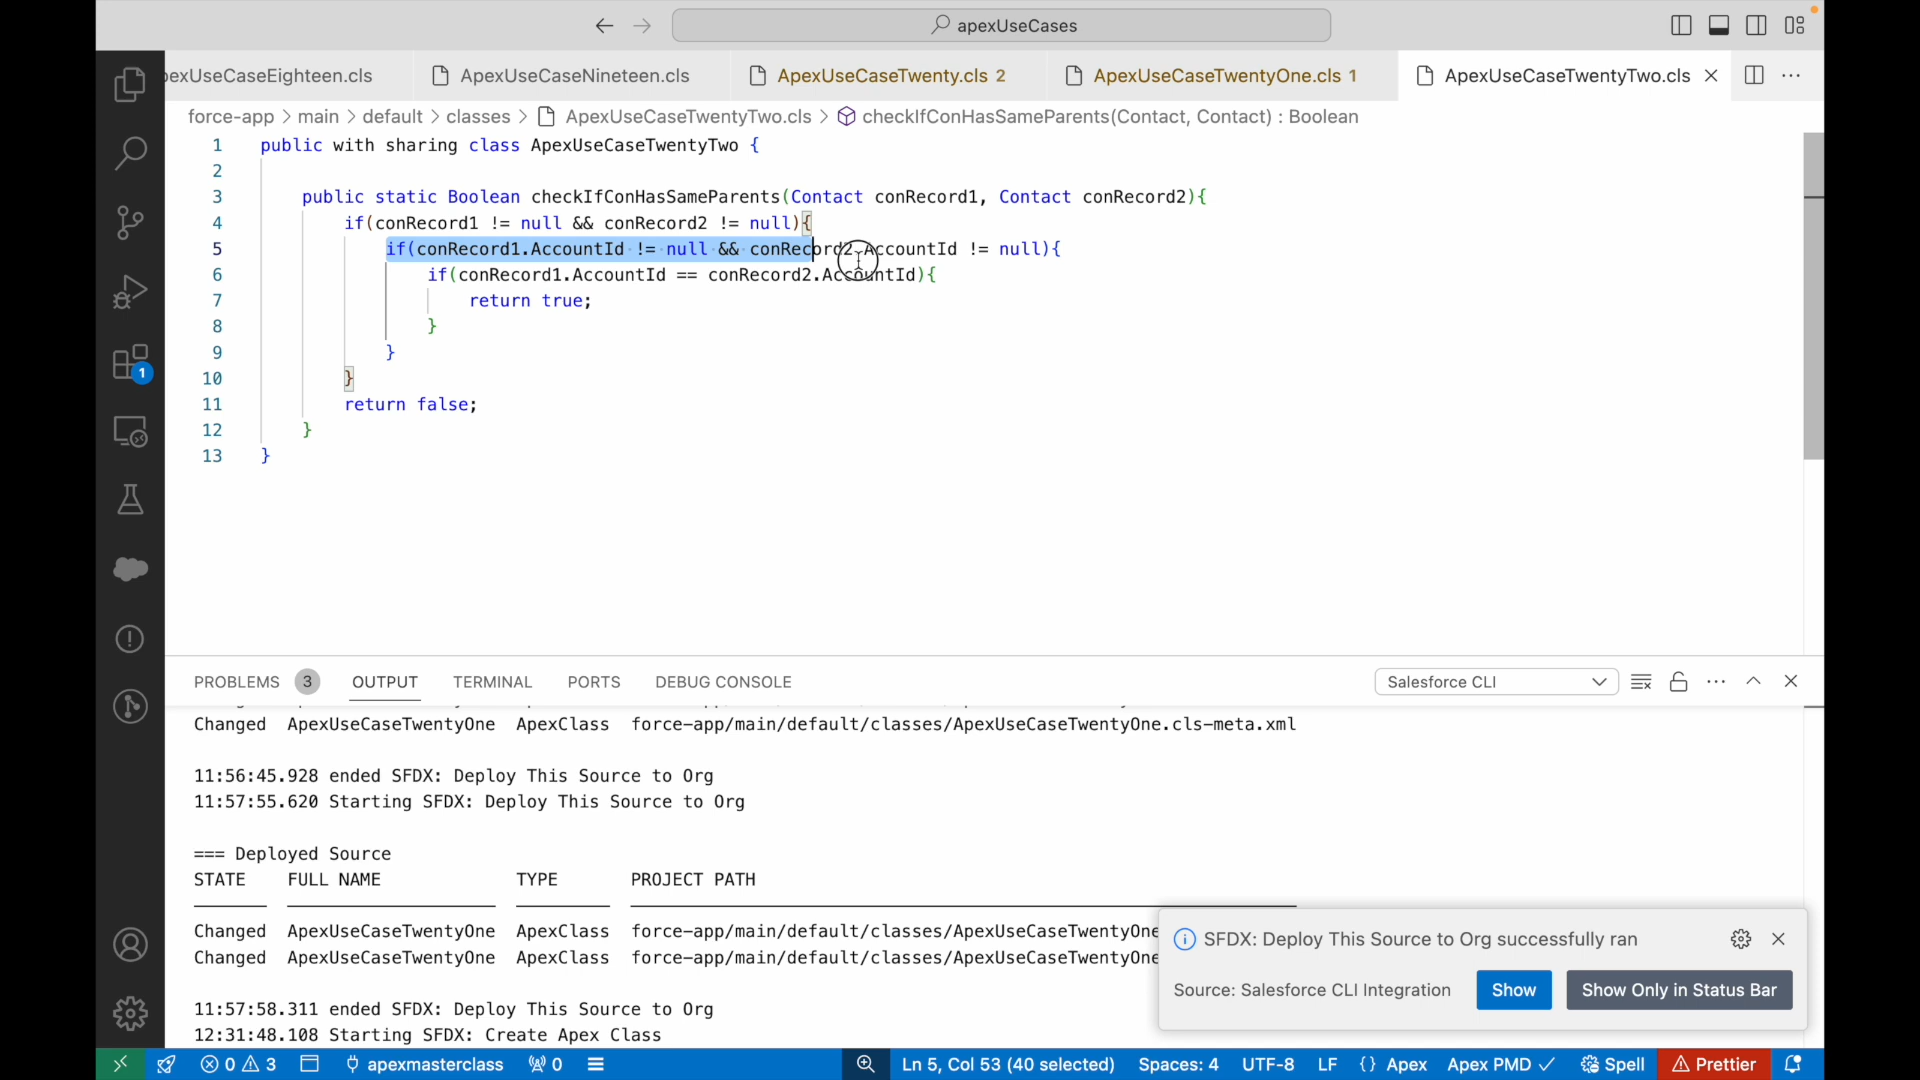 apexUseCases
exUseCaseEighteen.cls
ApexUseCaseNineteen.cls
ApexUseCaseTwenty.cls 2
ApexUseCaseTwentyOne.cls 1
ApexUseCaseTwentyTwo.cls
force-app > main > default > classes > ApexUseCaseTwentyTwo.cls > checkIfConHasSameParents(Contact, Contact) : Boolean
1 public with sharing class ApexUseCaseTwentyTwo {
2
3 public static Boolean checkIfConHasSameParents(Contact conRecord1, Contact conRecord2){
4 if(conRecord1 != null && conRecord2 != null){
5 if(conRecord1.AccountId != null && conRecord2.AccountId != null){
6 if(conRecord1.AccountId == conRecord2.AccountId){
7 return true;
8 }
9 }
10 }
11 return false;
12 }
13 }
1
PROBLEMS 3 OUTPUT TERMINAL PORTS DEBUG CONSOLE
Salesforce CLI
Changed ApexUseCaseTwentyOne ApexClass force-app/main/default/classes/ApexUseCaseTwentyOne.cls-meta.xml
11:56:45.928 ended SFDX: Deploy This Source to Org
11:57:55.620 Starting SFDX: Deploy This Source to Org
=== Deployed Source
STATE FULL NAME TYPE PROJECT PATH
Changed ApexUseCaseTwentyOne ApexClass force-app/main/default/classes/ApexUseCaseTwentyOne
Changed ApexUseCaseTwentyOne ApexClass force-app/main/default/classes/ApexUseCaseTwentyOne
11:57:58.311 ended SFDX: Deploy This Source to Org
12:31:48.108 Starting SFDX: Create Apex Class
SFDX: Deploy This Source to Org successfully ran
Source: Salesforce CLI Integration
Show
Show Only in Status Bar
0 3 apexmasterclass 0 Ln 5, Col 53 (40 selected) Spaces: 4 UTF-8 LF {} Apex Apex PMD ✓ Spell Prettier